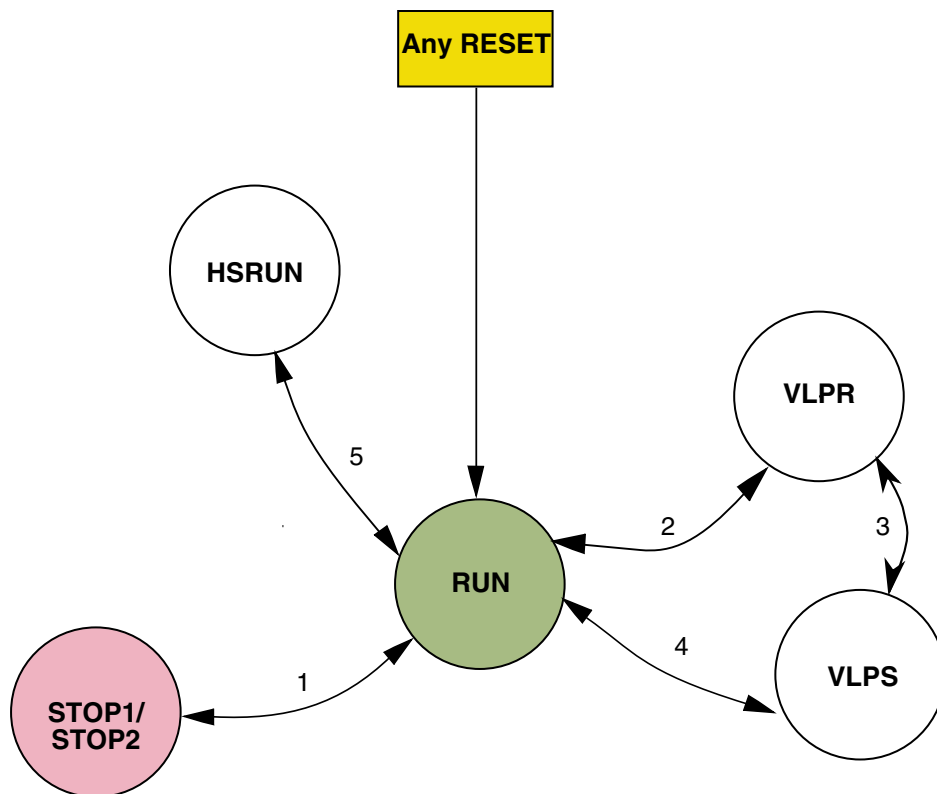 Any RESET
HSRUN
VLPR
5
2
3
RUN
4
VLPS
1
STOP1/
STOP2